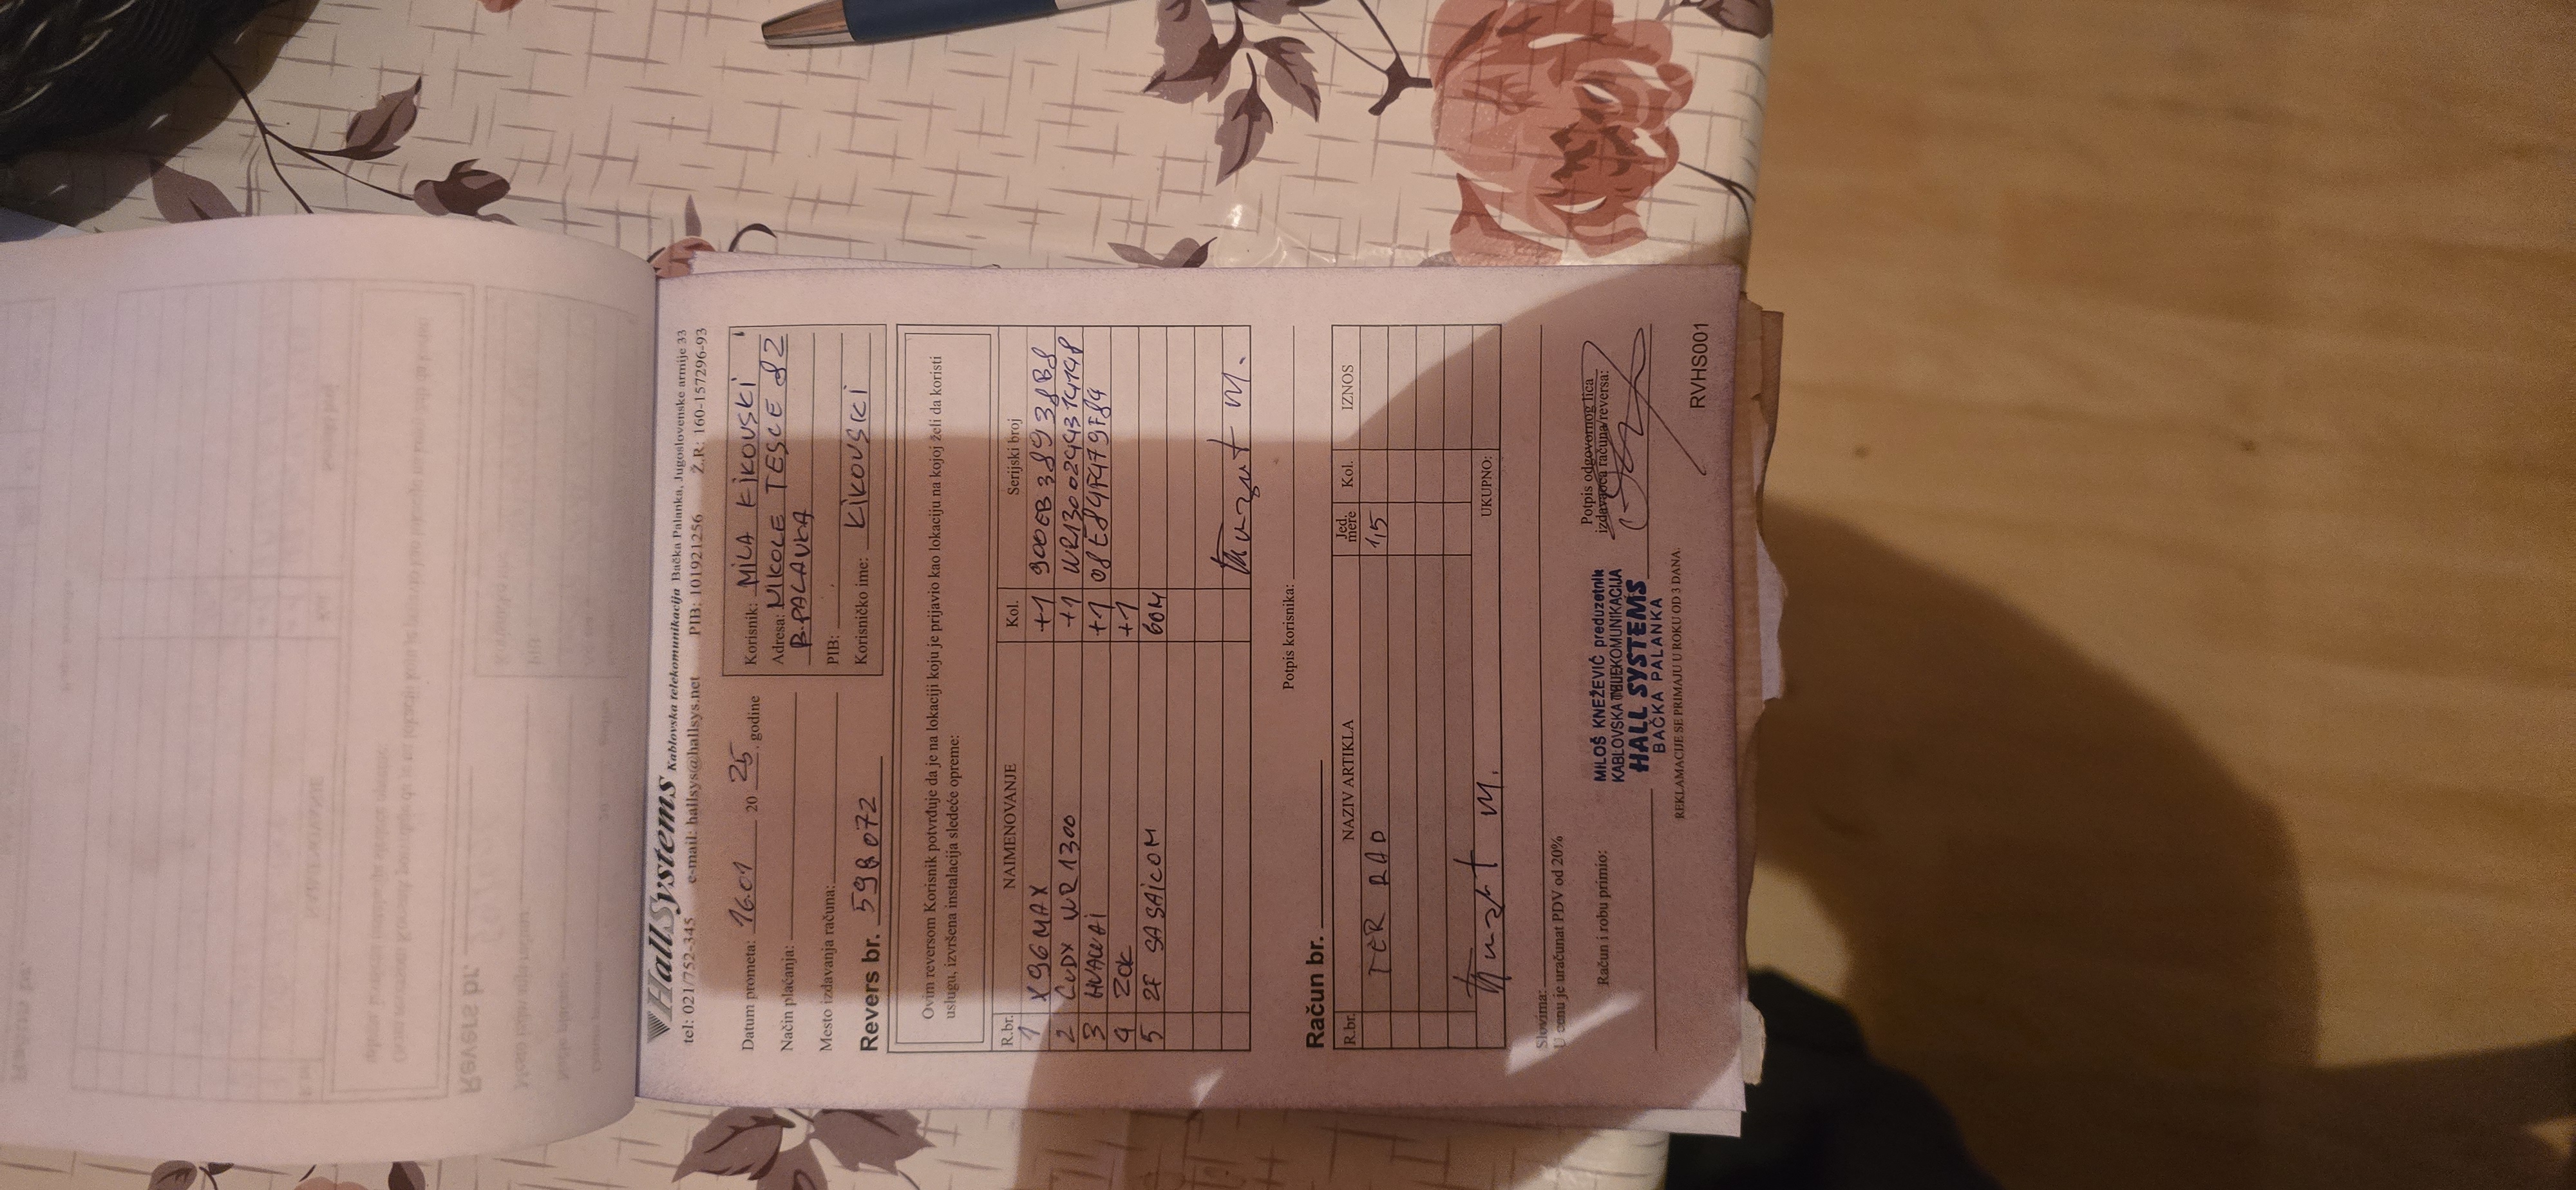 HallSystems Kablovska telekomunikacija Bačka Palanka, Jugoslovenske armije 33
tel: 021/752-345 e-mail: hallsys@hallsys.net PIB: 101921256 Ž.R: 160-157296-93
Datum prometa: 16.01 20 25. godine
Način plaćanja:
Mesto izdavanja računa:
Revers br. 598072
Korisnik: MILA KIKOVSKI
Adresa: NIKOLE TESLE 82
B.PALANKA
PIB:
Korisničko ime: KIKOVSKI
Ovim reversom Korisnik potvrđuje da je na lokaciji koju je prijavio kao lokaciju na kojoj želi da koristi
uslugu, izvršena instalacija sledeće opreme:
R.br. NAIMENOVANJE Kol. Serijski broj
1 X96MAX +1 900EB38938B8
2 CUDY WR1300 +1
3 HUAWEI +1
4 ZOK +1
5 2F SA SAJCOM 60M
Potpis korisnika:
Račun br.
R.br. NAZIV ARTIKLA Jed. mere Kol. IZNOS
TER RAD 1,5
UKUPNO:
Slovima:
U cenu je uračunat PDV od 20%
Račun i robu primio:
MILOŠ KNEŽEVIĆ preduzetnik
KABLOVSKA TELEKOMUNIKACIJA
HALL SYSTEMS
BAČKA PALANKA
Potpis odgovornog lica
izdavaoca računa/reversa:
REKLAMACIJE SE PRIMAJU U ROKU OD 3 DANA.
RVHS001